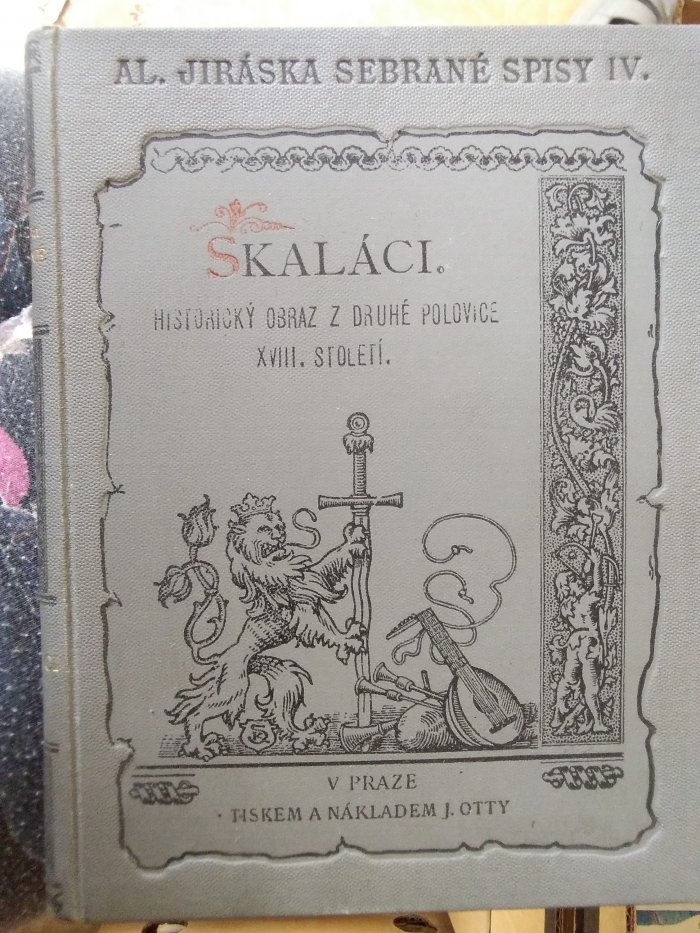 AL. JIRÁSKA SEBRANÉ SPISY IV.
SKALÁCI.
HISTORICKÝ OBRAZ Z DRUHÉ POLOVICE
XVIII. STOLETÍ.
V PRAZE
TISKEM A NÁKLADEM J. OTTY